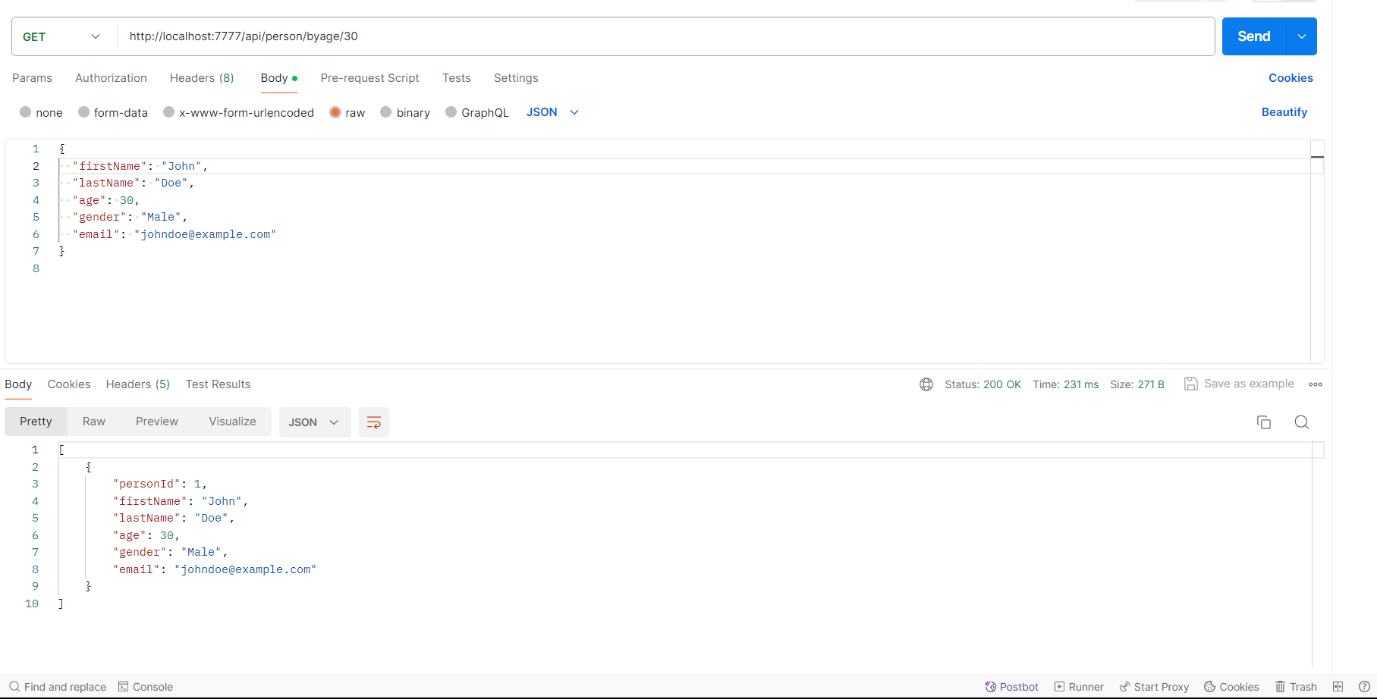 GET http://localhost:7777/api/person/byage/30 Send
Params Authorization Headers (8) Body Pre-request Script Tests Settings Cookies
none form-data x-www-form-urlencoded raw binary GraphQL JSON Beautify
1 {
2 "firstName": "John",
3 "lastName": "Doe",
4 "age": 30,
5 "gender": "Male",
6 "email": "johndoe@example.com"
7 }
8
Body Cookies Headers (5) Test Results Status: 200 OK Time: 231 ms Size: 271 B Save as example
Pretty Raw Preview Visualize JSON
1 [
2 {
3 "personId": 1,
4 "firstName": "John",
5 "lastName": "Doe",
6 "age": 30,
7 "gender": "Male",
8 "email": "johndoe@example.com"
9 }
10 ]
Find and replace Console Postbot Runner Start Proxy Cookies Trash